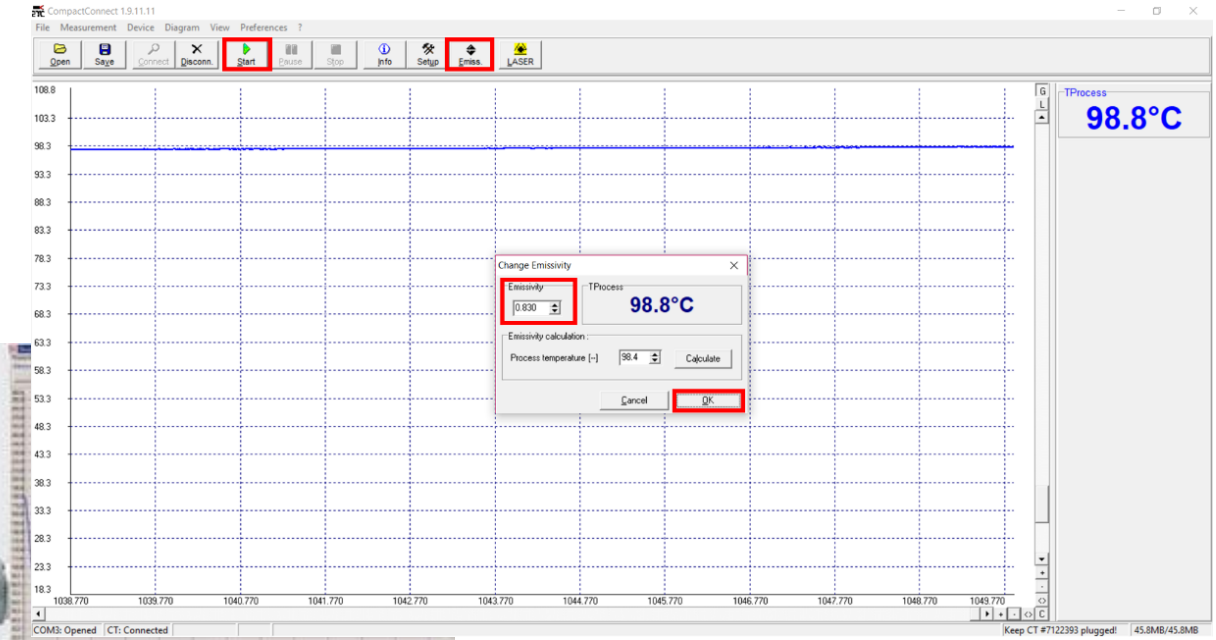 CompactConnect 1.9.11.11
File Measurement Device Diagram View Preferences ?
Open Save Connect Disconn. Start Pause Stop Info Setup Emiss. LASER
108.8
103.3
98.3
93.3
88.3
83.3
78.3
73.3
68.3
63.3
58.3
53.3
48.3
43.3
38.3
33.3
28.3
23.3
18.3
1038.770 1039.770 1040.770 1041.770 1042.770 1043.770 1044.770 1045.770 1046.770 1047.770 1048.770 1049.770
G
L
+
-
C
TProcess
98.8°C
Change Emissivity
Emissivity
0.830
TProcess
98.8°C
Emissivity calculation :
Process temperature [--] 98.4 Calculate
Cancel OK
COM3: Opened CT: Connected
Keep CT #7122393 plugged! 45.8MB/45.8MB